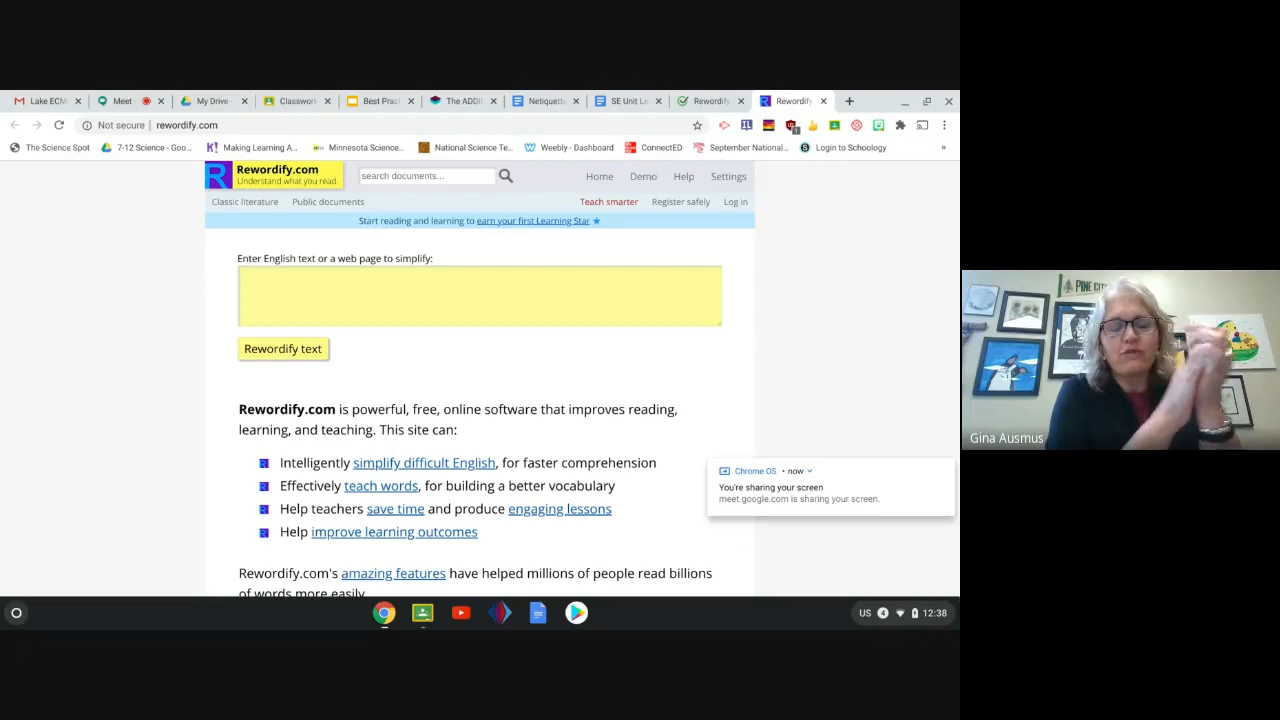 Lake ECM
Meet
My Drive
Classwork
Best Pract
The ADDI
Netiquette
SE Unit Le
Rewordify
Rewordify
Not secure | rewordify.com
The Science Spot
7-12 Science - Goo...
Making Learning A...
Minnesota Science...
National Science Te...
Weebly - Dashboard
ConnectED
September National...
Login to Schoology
»
Rewordify.com
Understand what you read.
search documents...
Home
Demo
Help
Settings
Classic literature
Public documents
Teach smarter
Register safely
Log in
Start reading and learning to earn your first Learning Star
Enter English text or a web page to simplify:
Rewordify text
Rewordify.com is powerful, free, online software that improves reading,
learning, and teaching. This site can:
Intelligently simplify difficult English, for faster comprehension
Effectively teach words, for building a better vocabulary
Help teachers save time and produce engaging lessons
Help improve learning outcomes
Rewordify.com's amazing features have helped millions of people read billions
of words more easily.
Chrome OS • now
You're sharing your screen
meet.google.com is sharing your screen.
US 4 12:38
PINE CIT
Gina Ausmus